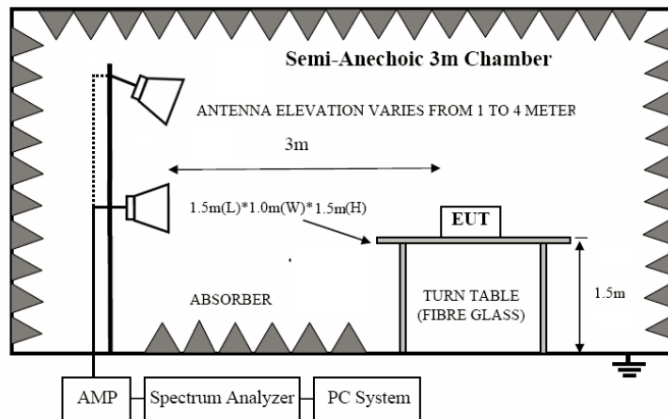 Semi-Anechoic 3m Chamber
ANTENNA ELEVATION VARIES FROM 1 TO 4 METER
3m
1.5m(L)*1.0m(W)*1.5m(H)
EUT
ABSORBER
TURN TABLE
(FIBRE GLASS)
1.5m
AMP
Spectrum Analyzer
PC System